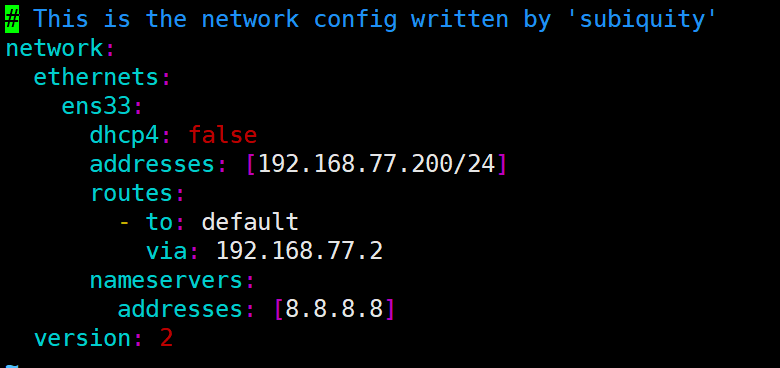 # This is the network config written by 'subiquity'
network:
  ethernets:
    ens33:
      dhcp4: false
      addresses: [192.168.77.200/24]
      routes:
        - to: default
          via: 192.168.77.2
      nameservers:
        addresses: [8.8.8.8]
  version: 2
~